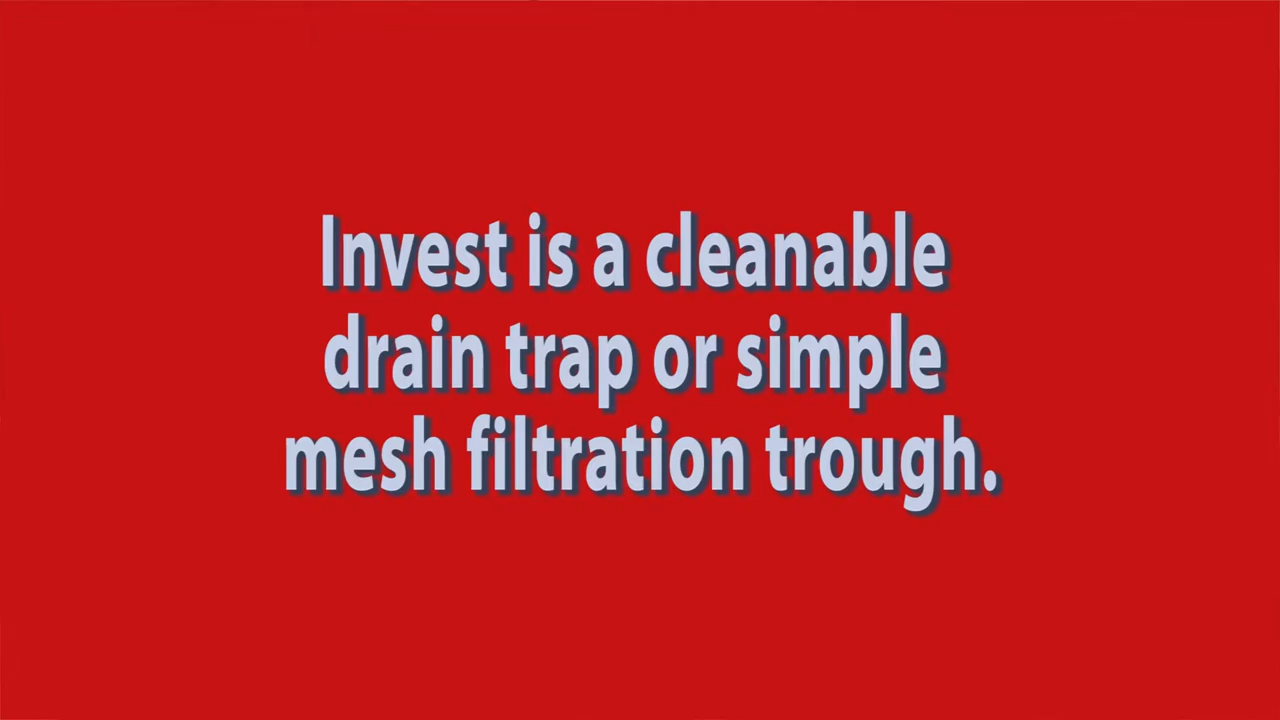 Invest is a cleanable
drain trap or simple
mesh filtration trough.